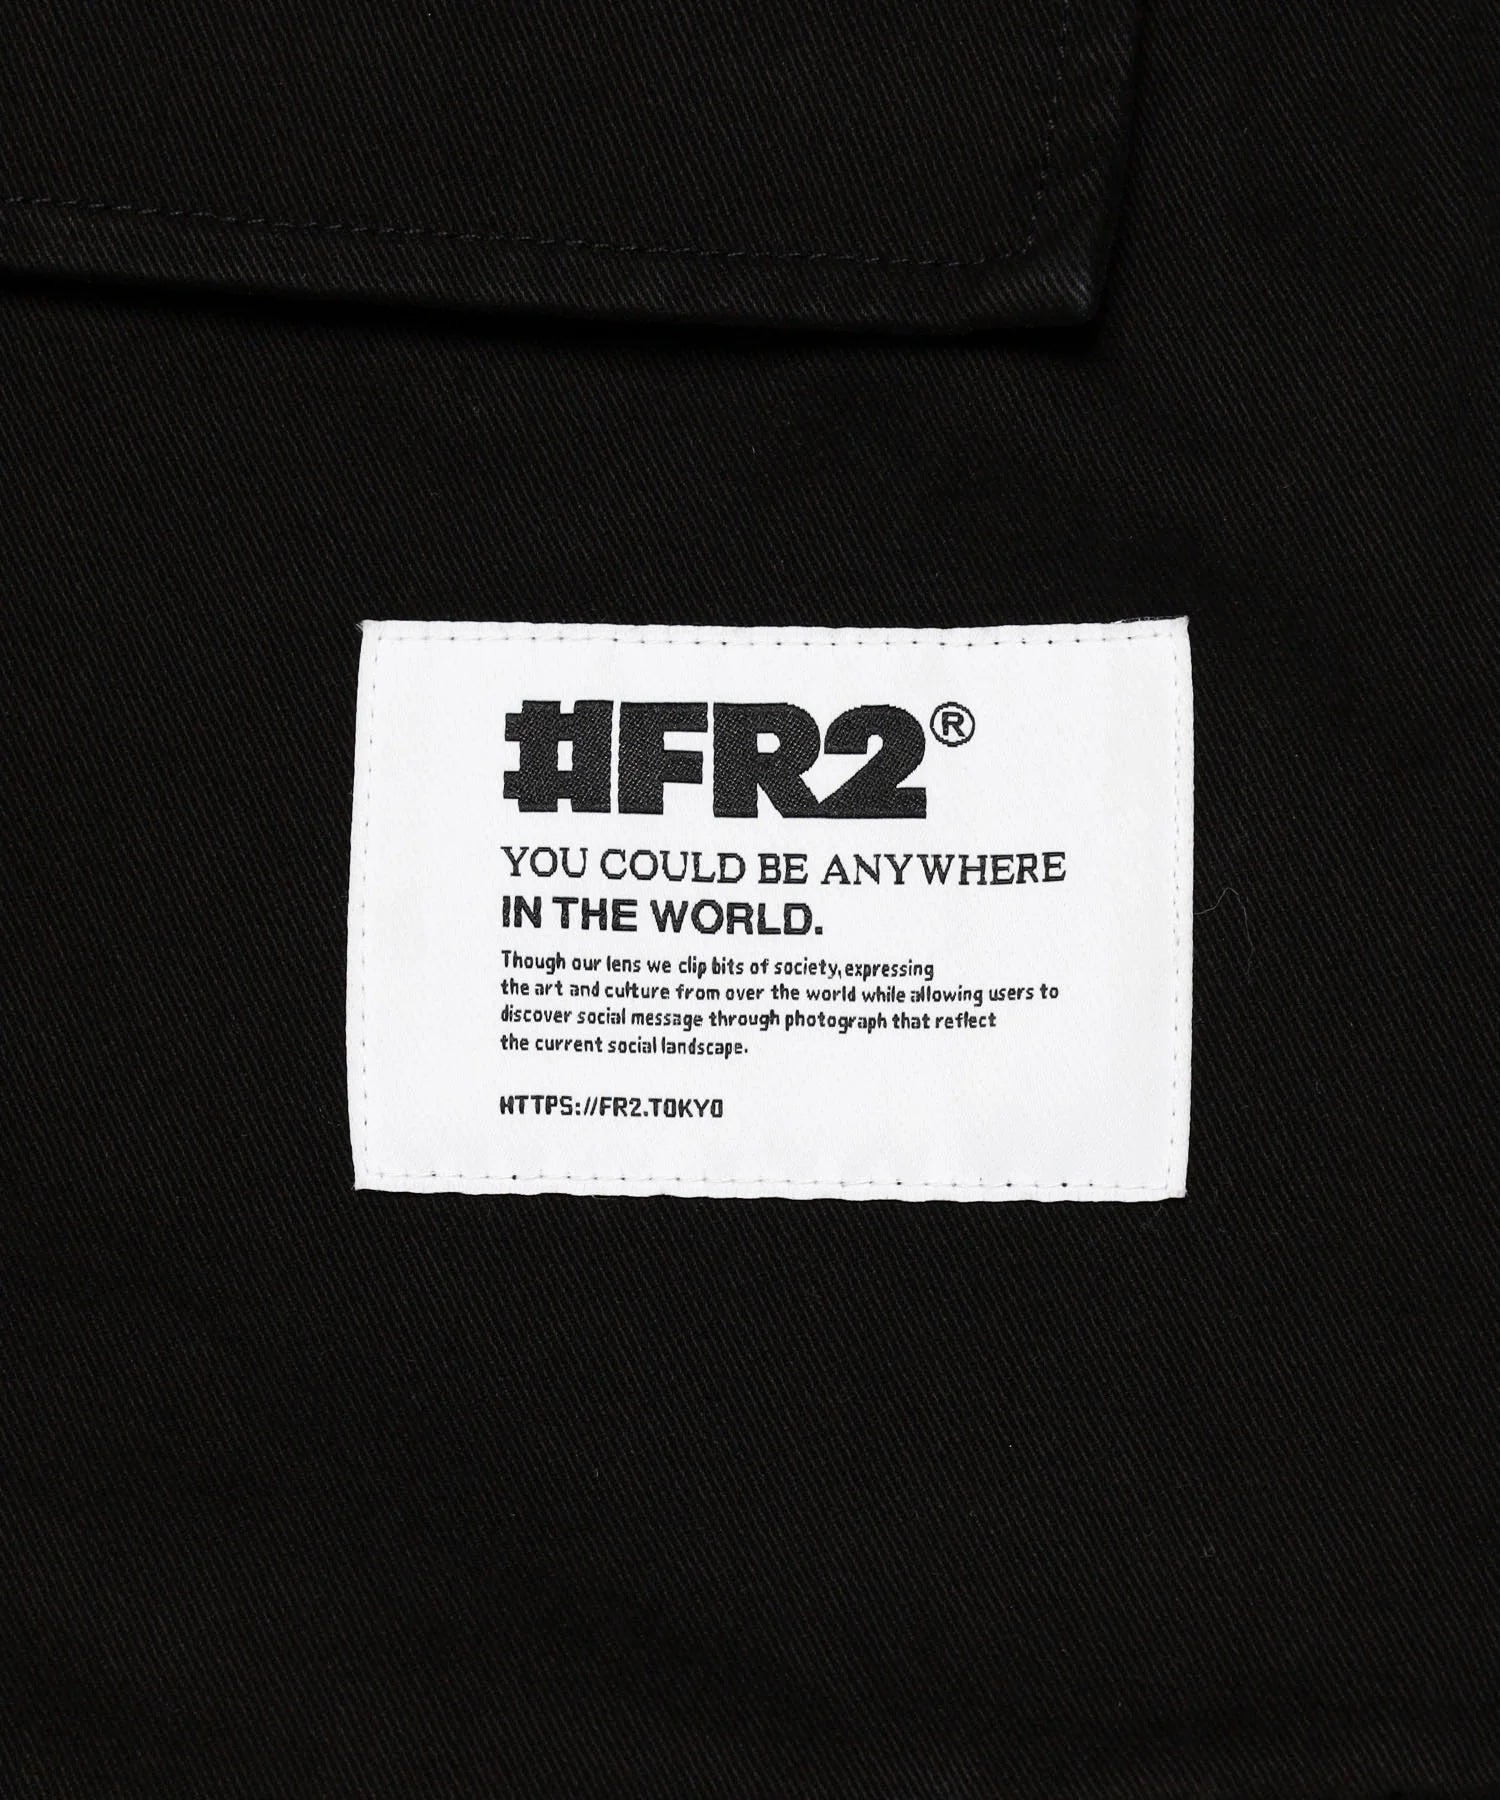 #FR2®
YOU COULD BE ANYWHERE
IN THE WORLD.
Though our lens we clip bits of society,expressing
the art and culture from over the world while allowing users to
discover social message through photograph that reflect
the current social landscape.
HTTPS://FR2.TOKYO